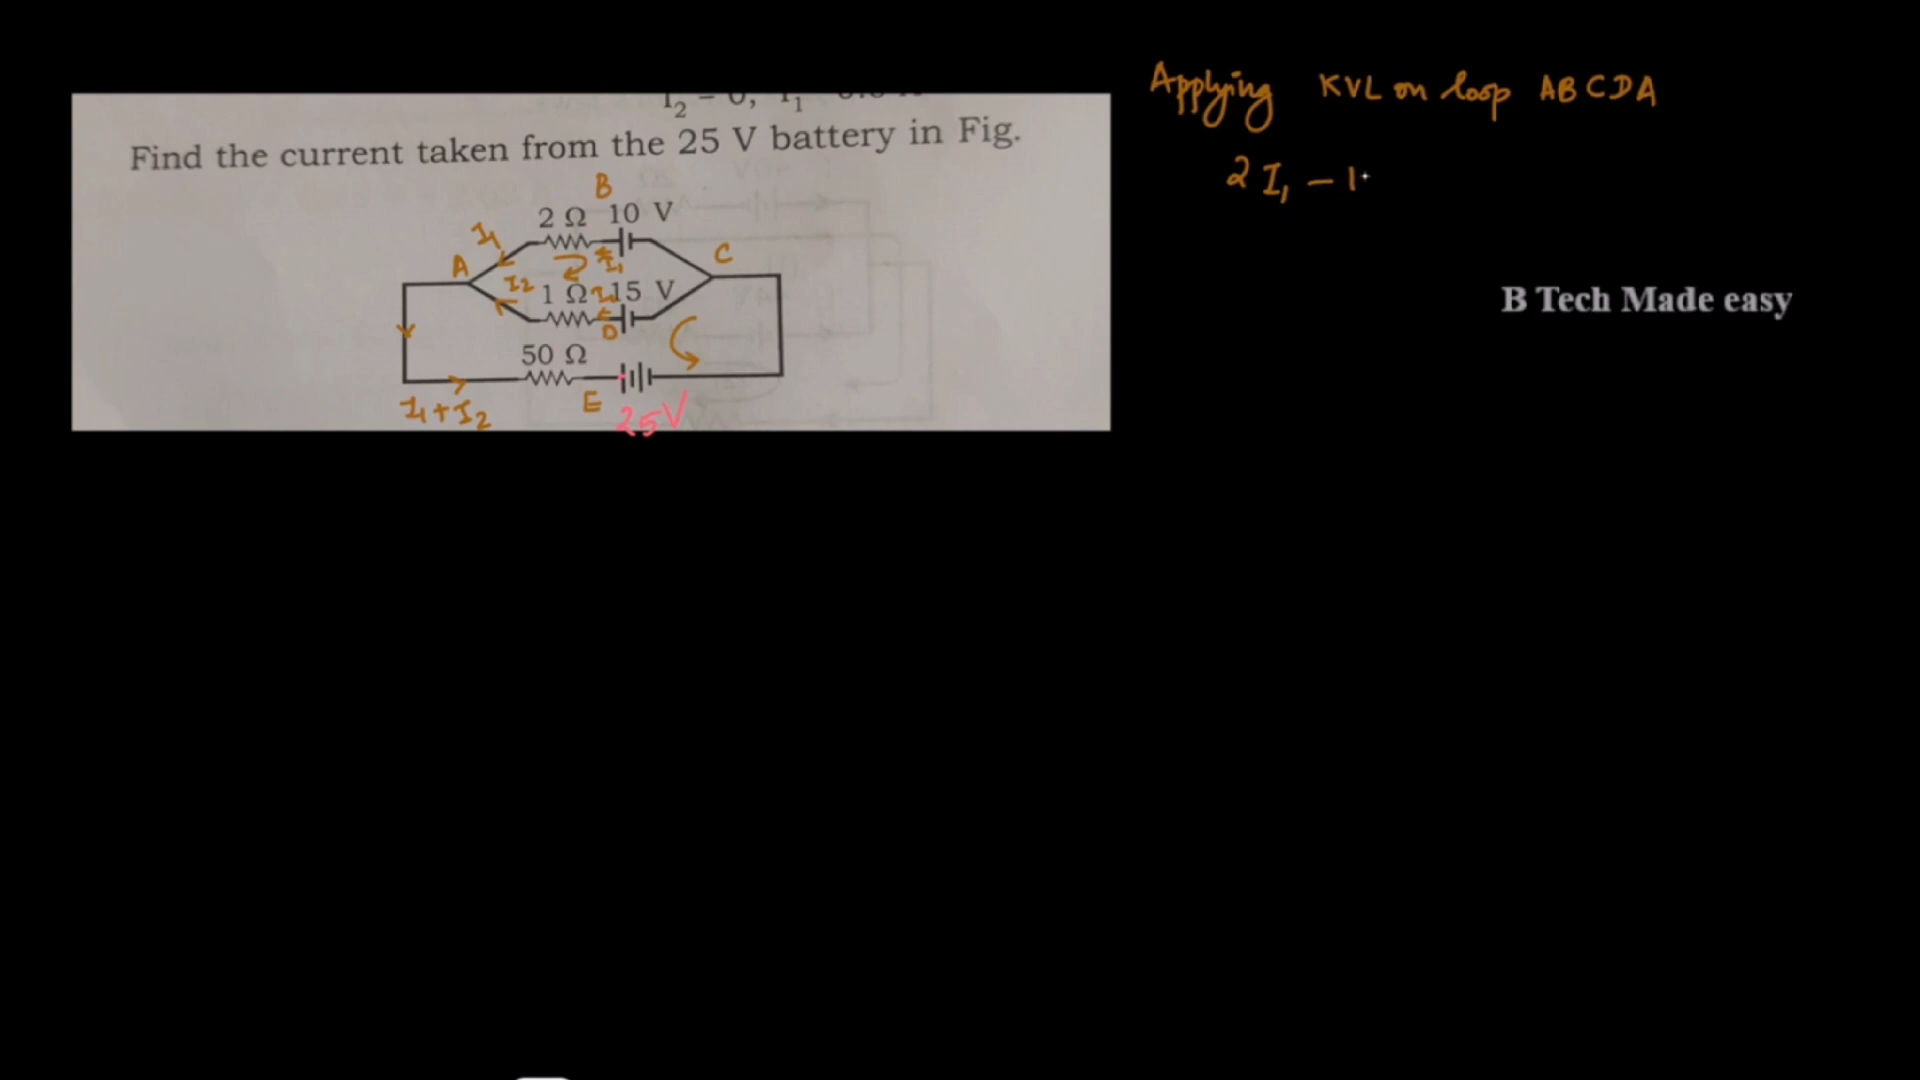 Find the current taken from the 25 V battery in Fig.
B
2 Ω 10 V
I1
A
I1
C
I2
1 Ω
15 V
D
50 Ω
E
I1 + I2
25V
Applying KVL on loop ABCDA
2 I1 – 1
B Tech Made easy